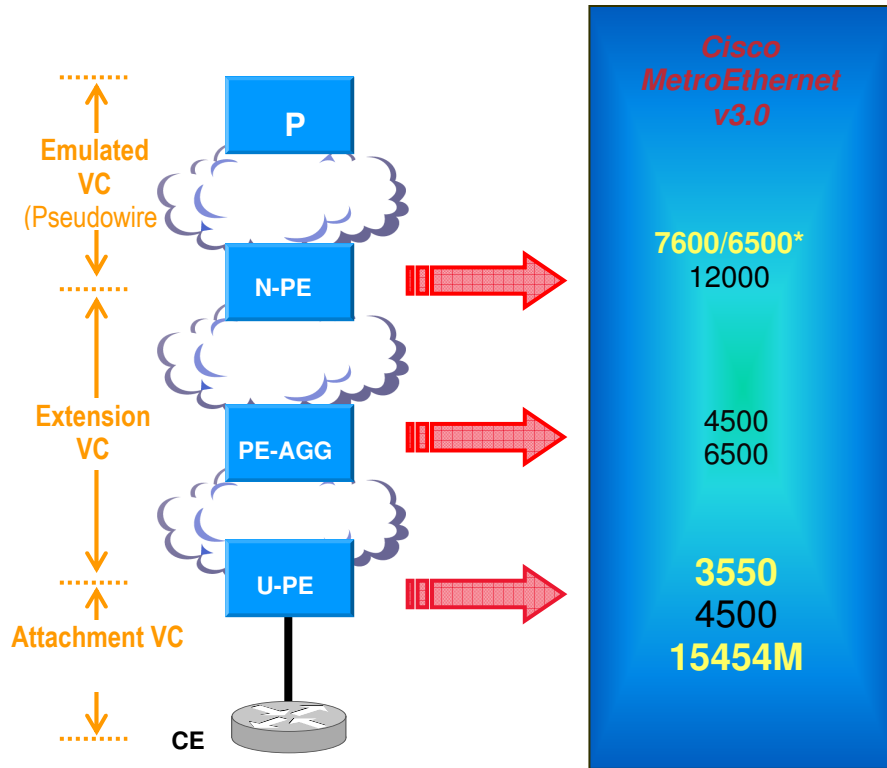 Cisco
MetroEthernet
v3.0
P
Emulated
VC
(Pseudowire
7600/6500*
12000
N-PE
Extension
VC
4500
6500
PE-AGG
3550
4500
15454M
U-PE
Attachment VC
CE